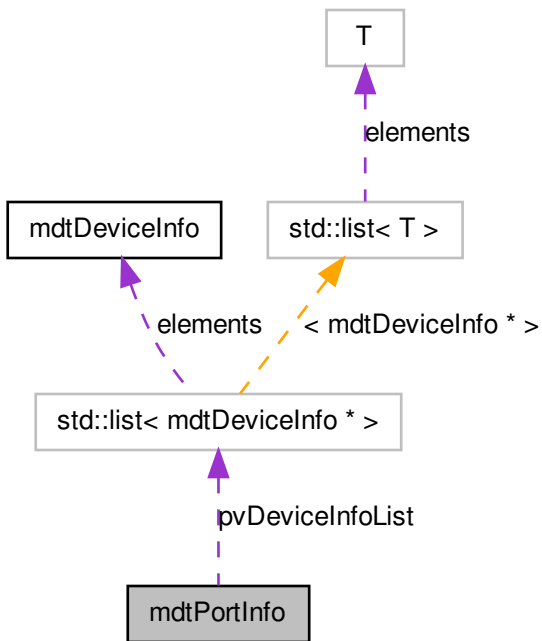 T
elements
mdtDeviceInfo
std::list< T >
elements
< mdtDeviceInfo * >
std::list< mdtDeviceInfo * >
pvDeviceInfoList
mdtPortInfo